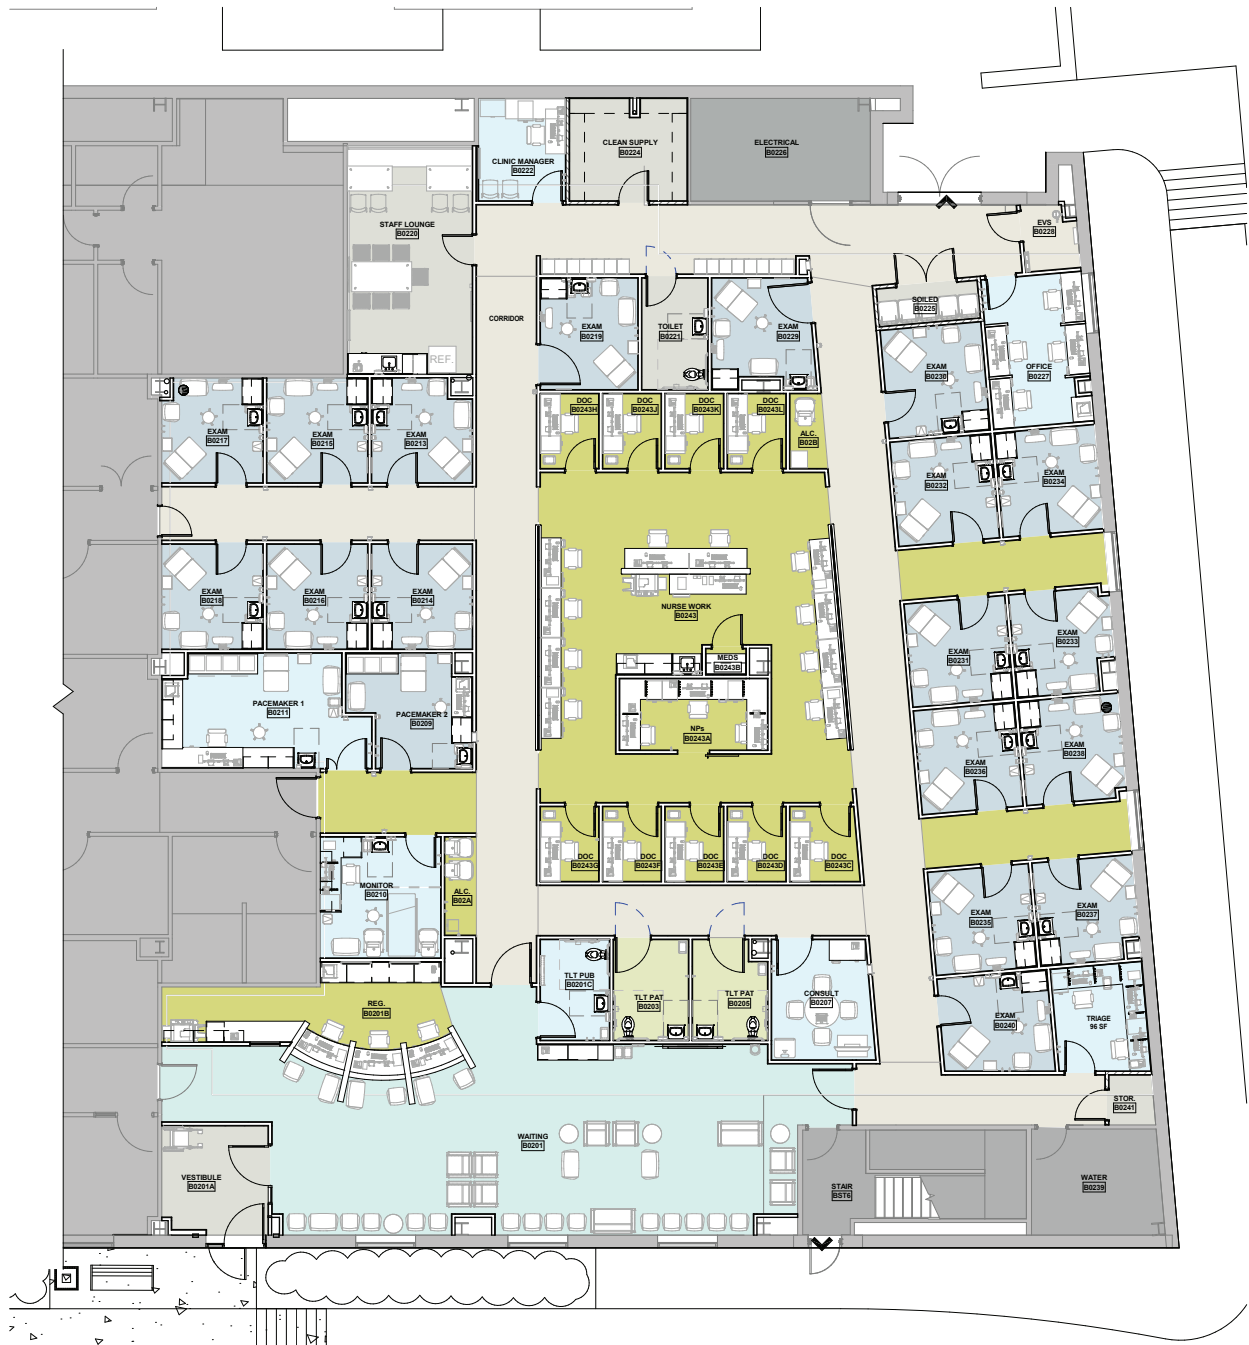 CLINIC MANAGER
B0222
CLEAN SUPPLY
B0224
ELECTRICAL
B0226
STAFF LOUNGE
B0220
EVS
B0228
CORRIDOR
EXAM
B0219
TOILET
B0221
EXAM
B0229
SOILED
B0225
REF.
EXAM
B0230
OFFICE
B0227
DOC
B0243H
DOC
B0243J
DOC
B0243K
DOC
B0243L
ALC.
B02B
EXAM
B0217
EXAM
B0215
EXAM
B0213
EXAM
B0232
EXAM
B0234
EXAM
B0218
EXAM
B0216
EXAM
B0214
NURSE WORK
B0243
MEDS
B0243B
EXAM
B0231
EXAM
B0233
PACEMAKER 1
B0211
PACEMAKER 2
B0209
NPs
B0243A
EXAM
B0236
EXAM
B0238
DOC
B0243G
DOC
B0243F
DOC
B0243E
DOC
B0243D
DOC
B0243C
MONITOR
B0210
ALC.
B02A
EXAM
B0235
EXAM
B0237
REG.
B0201B
TLT PUB
B0201C
TLT PAT
B0203
TLT PAT
B0205
CONSULT
B0207
EXAM
B0240
TRIAGE
96 SF
STOR.
B0241
WAITING
B0201
VESTIBULE
B0201A
STAIR
BST6
WATER
B0239